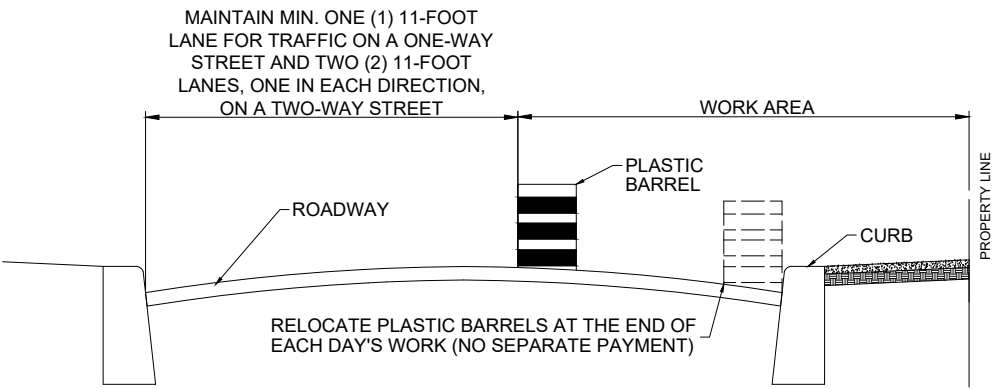 MAINTAIN MIN. ONE (1) 11-FOOT
LANE FOR TRAFFIC ON A ONE-WAY
STREET AND TWO (2) 11-FOOT
LANES, ONE IN EACH DIRECTION,
ON A TWO-WAY STREET
WORK AREA
PLASTIC
BARREL
ROADWAY
CURB
PROPERTY LINE
RELOCATE PLASTIC BARRELS AT THE END OF
EACH DAY'S WORK (NO SEPARATE PAYMENT)